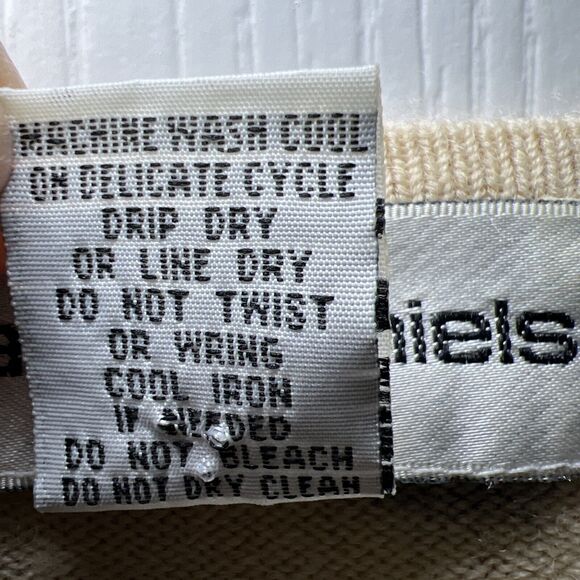 MACHINE WASH COOL
ON DELICATE CYCLE
DRIP DRY
OR LINE DRY
DO NOT TWIST
OR WRING
COOL IRON
IF NEEDED
DO NOT BLEACH
DO NOT DRY CLEAN
niels